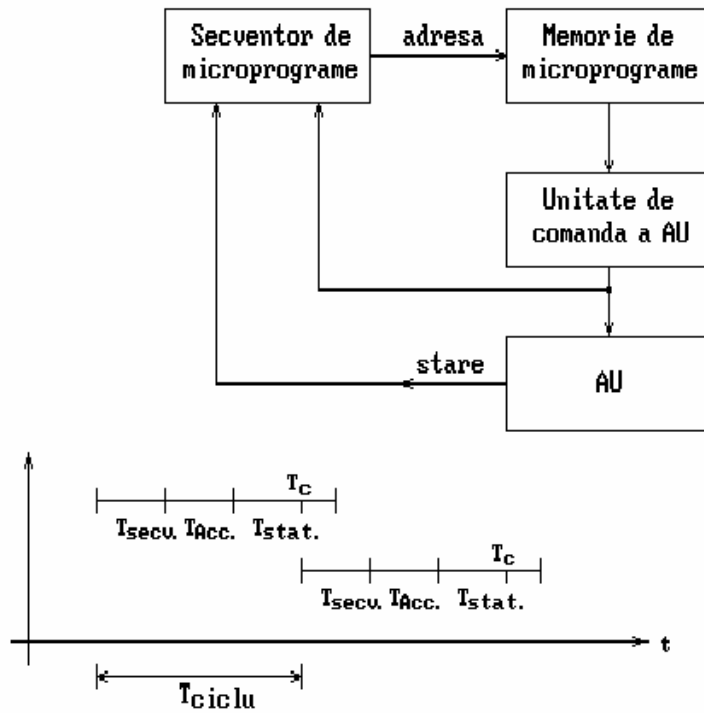 Secventor de
microprograme
adresa
Memorie de
microprograme
Unitate de
comanda a AU
stare
AU
Tc
Tsecv. TAcc. Tstat.
Tc
Tsecv. TAcc. Tstat.
t
Tciclu